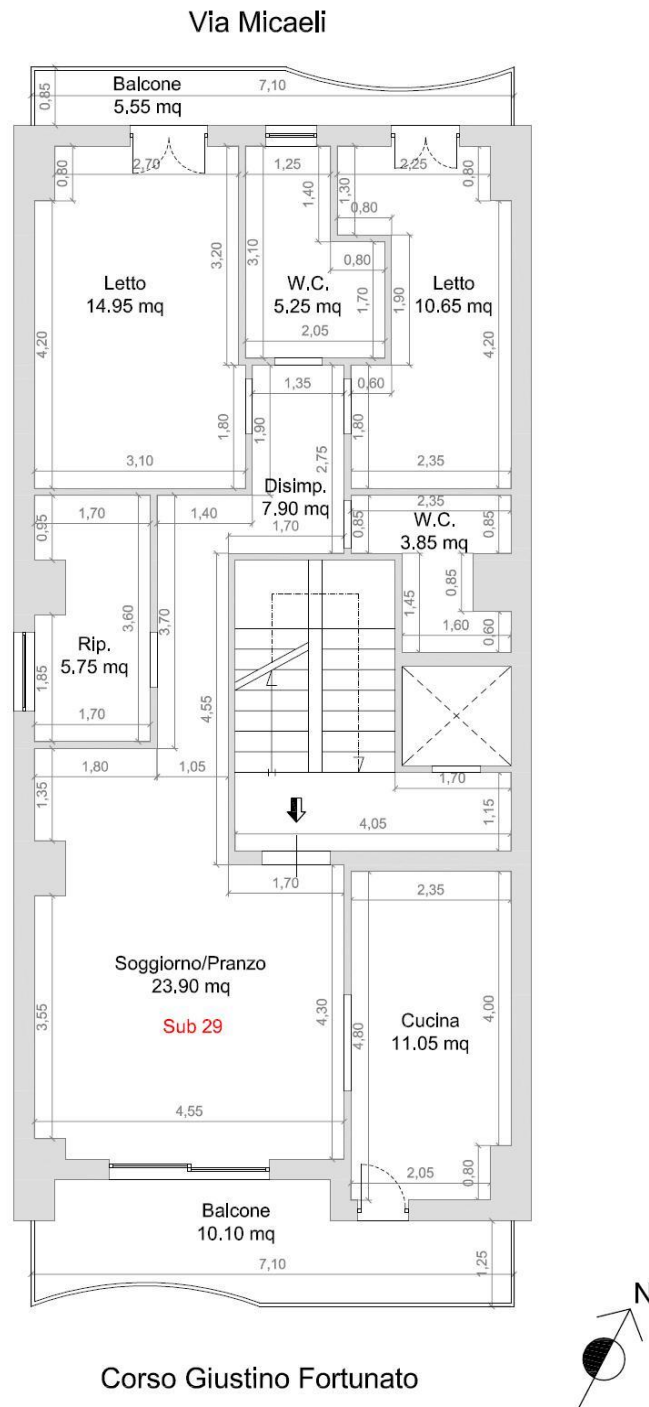 Via Micaeli
Balcone
5.55 mq
7,10
0,85
2,70
1,25
2,25
0,80
0,80
1,40
1,30
0,80
3,20
3,10
0,80
Letto
14.95 mq
W.C.
5.25 mq
Letto
10.65 mq
1,70
1,90
4,20
2,05
4,20
1,35
0,60
1,80
1,90
2,75
1,80
3,10
2,35
Disimp.
7.90 mq
0,95
1,70
1,40
1,70
0,85
2,35
0,85
W.C.
3.85 mq
3,60
3,70
1,45
0,85
1,60
0,60
Rip.
5.75 mq
1,85
1,70
4,55
1,80
1,05
1,35
1,70
1,15
4,05
1,70
2,35
Soggiorno/Pranzo
23.90 mq
Sub 29
3,55
4,30
4,80
4,00
Cucina
11.05 mq
4,55
2,05
0,80
Balcone
10.10 mq
7,10
1,25
N
Corso Giustino Fortunato